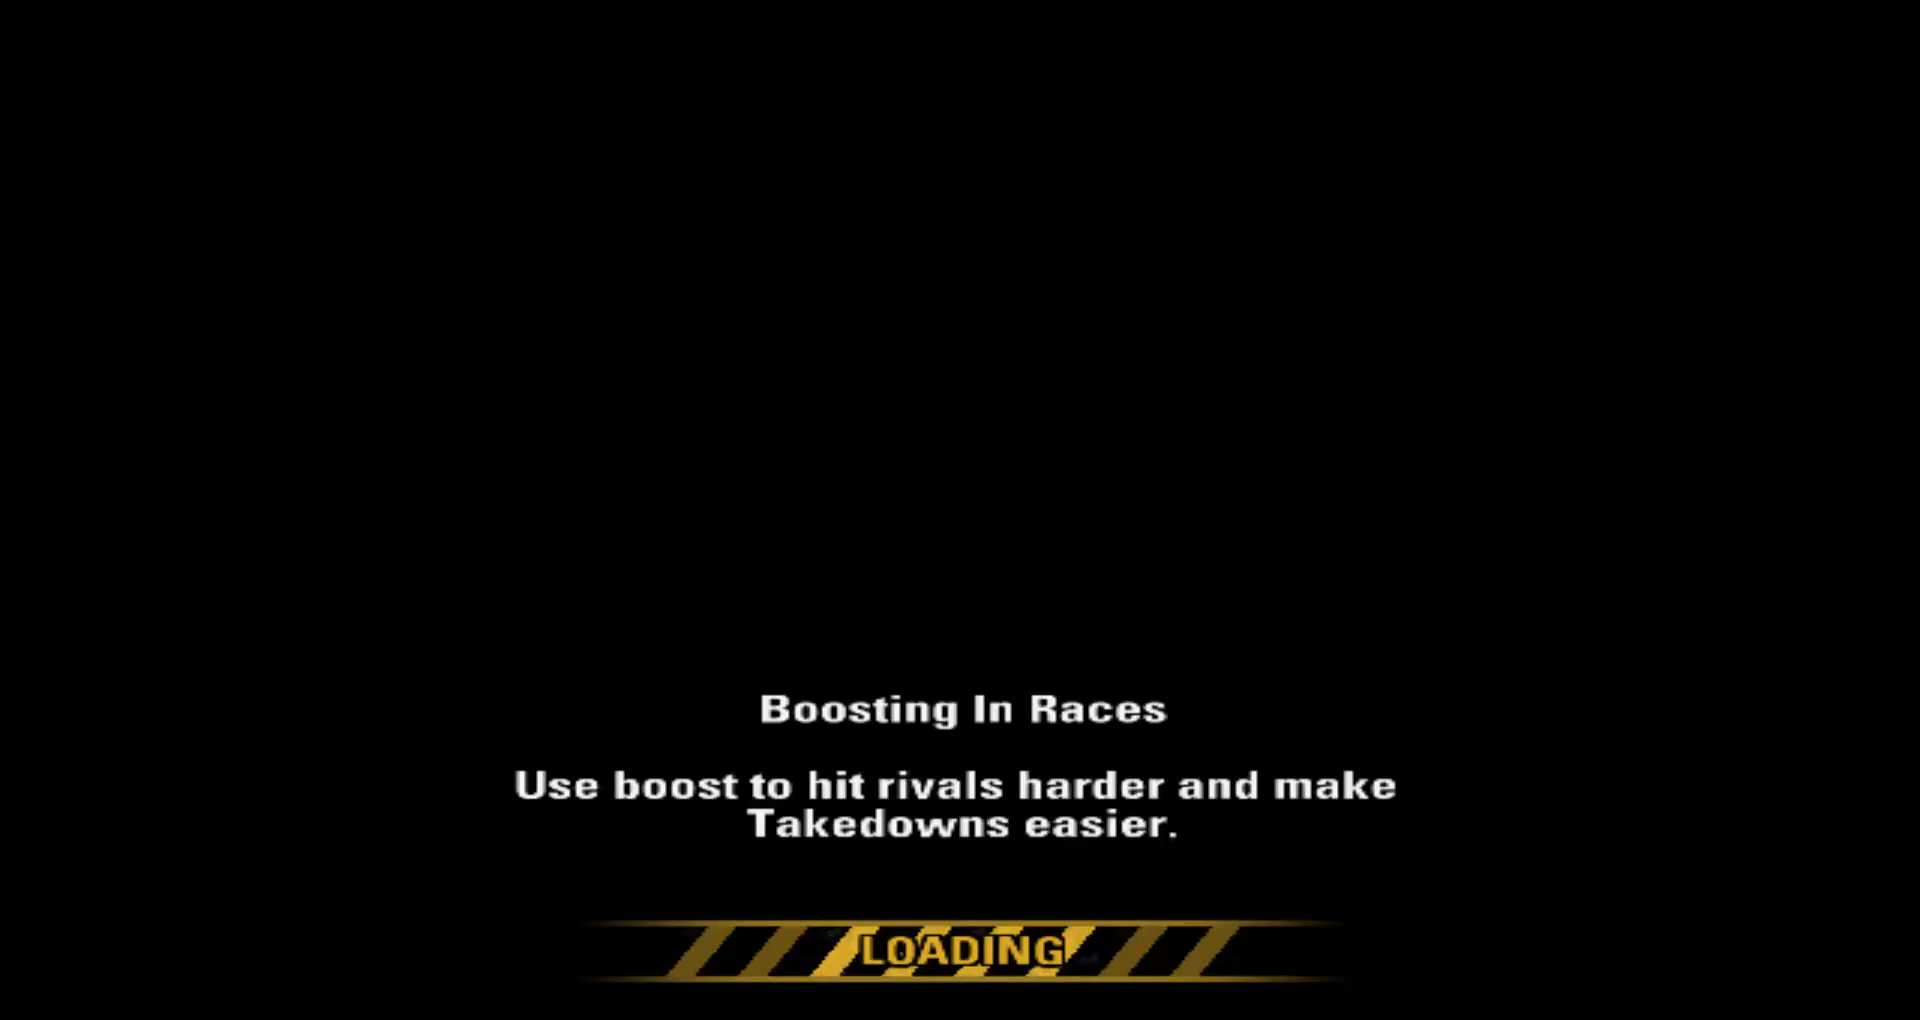 Boosting In Races
Use boost to hit rivals harder and make
Takedowns easier.
LOADING